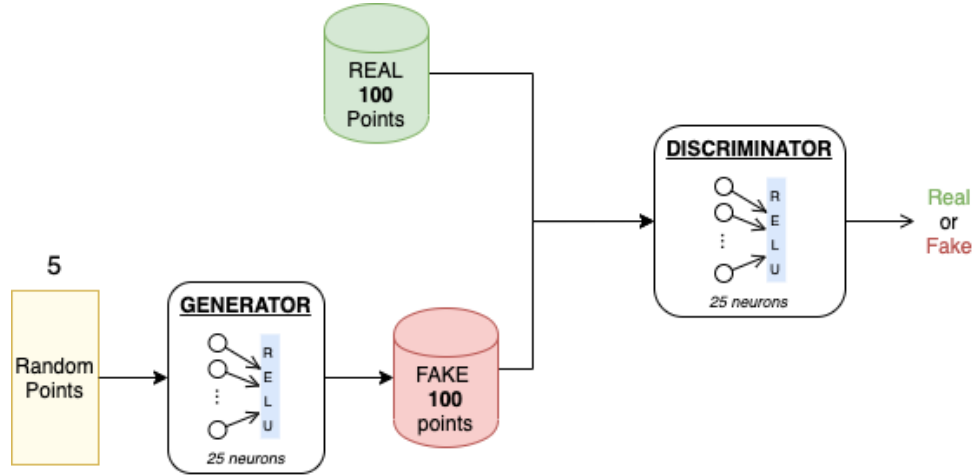 REAL
100
Points
DISCRIMINATOR
R
E
L
U
25 neurons
Real
or
Fake
5
Random
Points
GENERATOR
R
E
L
U
25 neurons
FAKE
100
points